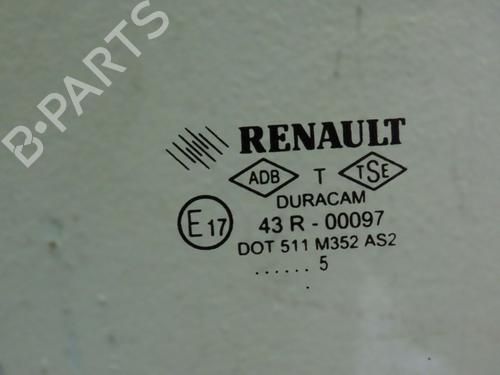 B-PARTS
RENAULT
ADB T TSE
DURACAM
E17 43 R - 00097
DOT 511 M352 AS2
...... 5
.